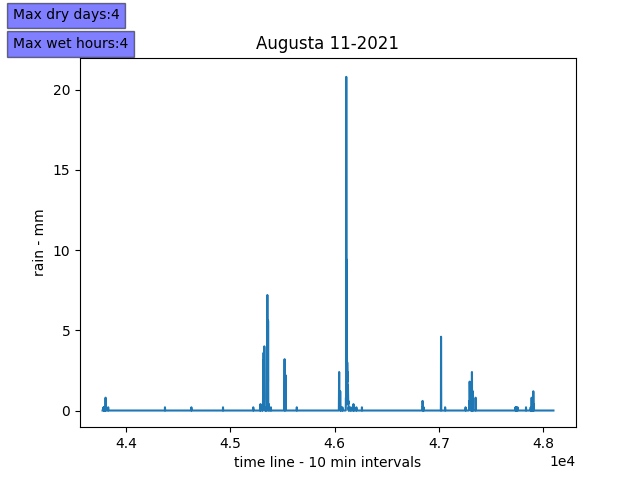 Max dry days:4
Max wet hours:4
Augusta 11-2021
rain - mm
20
15
10
5
0
4.4 4.5 4.6 4.7 4.8
1e4
time line - 10 min intervals